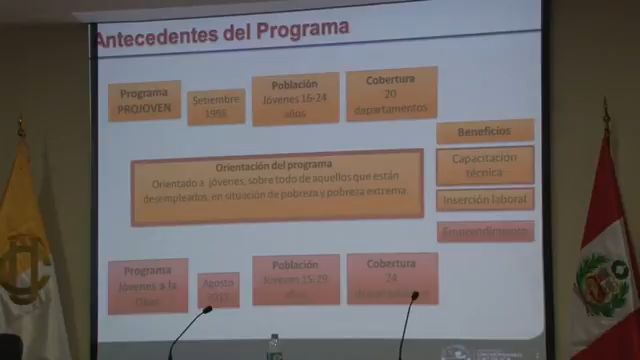 Antecedentes del Programa
Programa
PROJOVEN
Setiembre
1996
Población
Jóvenes 16-24
años
Cobertura
20
departamentos
Beneficios
Capacitación
técnica
Inserción laboral
Emprendimiento
Orientación del programa
Orientado a jóvenes, sobre todo de aquellos que están
desempleados, en situación de pobreza y pobreza extrema.
Programa
Jóvenes a la
Agosto
Población
Jóvenes 15-29
años
Cobertura
24